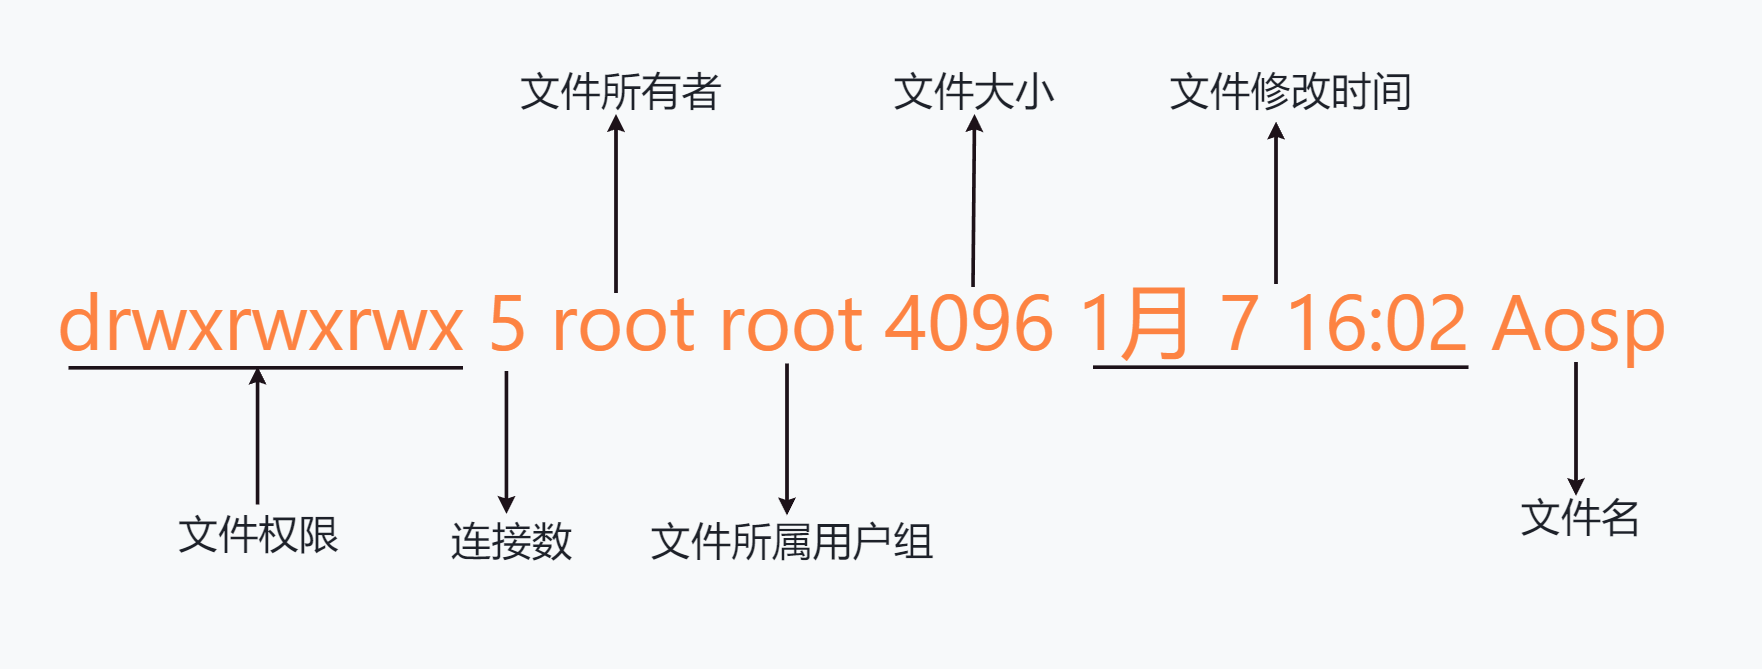 文件所有者 文件大小 文件修改时间
drwxrwxrwx 5 root root 4096 1月 7 16:02 Aosp
文件权限 连接数 文件所属用户组 文件名